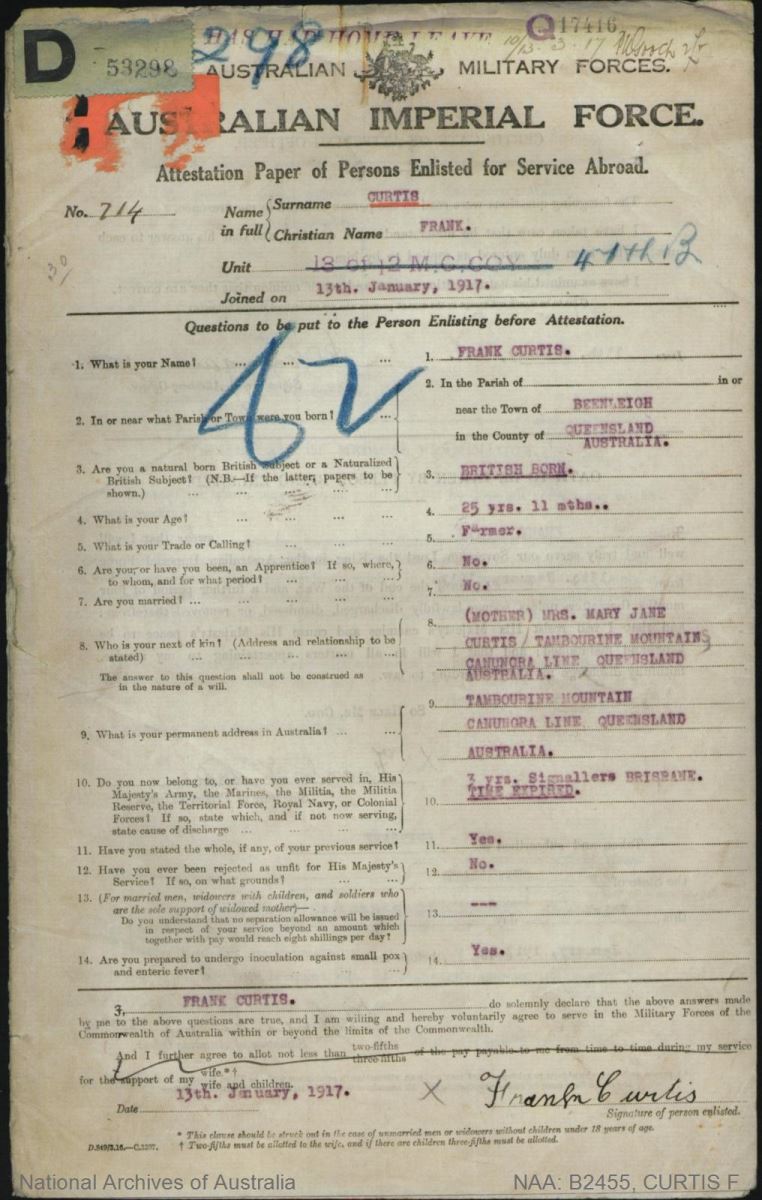 HAS HAD HOME LEAVE
D 53298
298
Q17416
10/13-3-17
AUSTRALIAN MILITARY FORCES.
AUSTRALIAN IMPERIAL FORCE.
Attestation Paper of Persons Enlisted for Service Abroad.
No. 714
Name in full { Surname CURTIS
Christian Name FRANK.
Unit 13 of 12 M.G.COY 41th B
30
Joined on 13th. January, 1917.
Questions to be put to the Person Enlisting before Attestation.
62
1. What is your Name? ... ... ... 1. FRANK CURTIS.
2. In or near what Parish or Town were you born? ... 2. In the Parish of in or
near the Town of BEENLEIGH
in the County of QUEENSLAND
AUSTRALIA.
3. Are you a natural born British Subject or a Naturalized
British Subject? (N.B.—If the latter, papers to be
shown.) ... ... ... ... 3. BRITISH BORN.
4. What is your Age? ... ... ... 4. 25 yrs. 11 mths..
5. What is your Trade or Calling? ... ... ... 5. Farmer.
6. Are you, or have you been, an Apprentice? If so, where,
to whom, and for what period? ... ... ... 6. No.
7. Are you married? ... ... ... ... 7. No.
8. Who is your next of kin? (Address and relationship to be
stated) ... ... ... ... ...
The answer to this question shall not be construed as
in the nature of a will.
8. (MOTHER) MRS. MARY JANE
CURTIS TAMBOURINE MOUNTAINS
CANUNGRA LINE, QUEENSLAND
AUSTRALIA.
9. What is your permanent address in Australia? ... ...
9. TAMBOURINE MOUNTAIN
CANUNGRA LINE, QUEENSLAND
AUSTRALIA.
10. Do you now belong to, or have you ever served in, His
Majesty's Army, the Marines, the Militia, the Militia
Reserve, the Territorial Force, Royal Navy, or Colonial
Forces? If so, state which, and if not now serving,
state cause of discharge ... ... ... ...
10. 3 yrs. Signallers BRISBANE.
TIME EXPIRED.
11. Have you stated the whole, if any, of your previous service? 11. Yes.
12. Have you ever been rejected as unfit for His Majesty's
Service? If so, on what grounds? ... ... 12. No.
13. (For married men, widowers with children, and soldiers who
are the sole support of widowed mother)—
Do you understand that no separation allowance will be issued
in respect of your service beyond an amount which
together with pay would reach eight shillings per day?
13. ---
14. Are you prepared to undergo inoculation against small pox
and enteric fever? ... ... ... 14. Yes.
I, FRANK CURTIS. do solemnly declare that the above answers made
by me to the above questions are true, and I am willing and hereby voluntarily agree to serve in the Military Forces of the
Commonwealth of Australia within or beyond the limits of the Commonwealth.
And I further agree to allot not less than two-fifths three-fifths of the pay payable to me from time to time during my service
for the support of my wife.*† wife and children.
Date 13th. January, 1917. X Frank Curtis
Signature of person enlisted.
* This clause should be struck out in the case of unmarried men or widowers without children under 18 years of age.
† Two-fifths must be allotted to the wife, and if there are children three-fifths must be allotted.
D.849/3.16.—C.3207.
National Archives of Australia NAA: B2455, CURTIS F